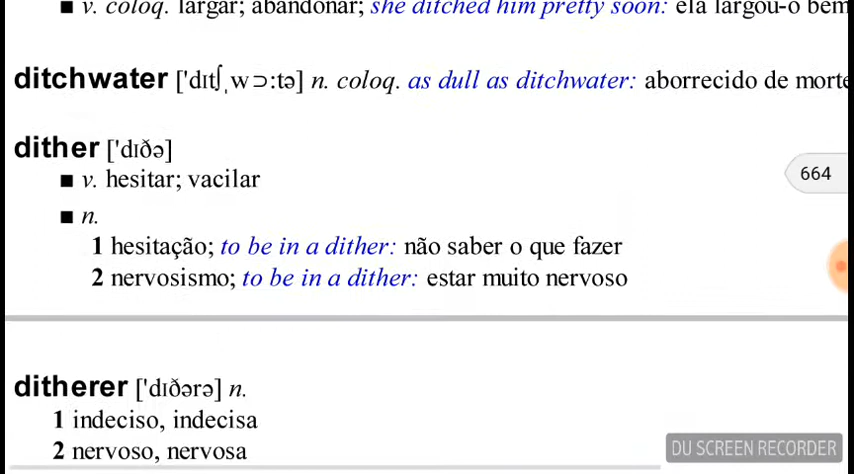 ■ v. coloq. largar; abandonar; she ditched him pretty soon: ela largou-o bem
ditchwater ['dɪtʃˌwɔ:tə] n. coloq. as dull as ditchwater: aborrecido de morte
dither ['dɪðə]
■ v. hesitar; vacilar
664
■ n.
1 hesitação; to be in a dither: não saber o que fazer
2 nervosismo; to be in a dither: estar muito nervoso
ditherer ['dɪðərə] n.
1 indeciso, indecisa
2 nervoso, nervosa
DU SCREEN RECORDER